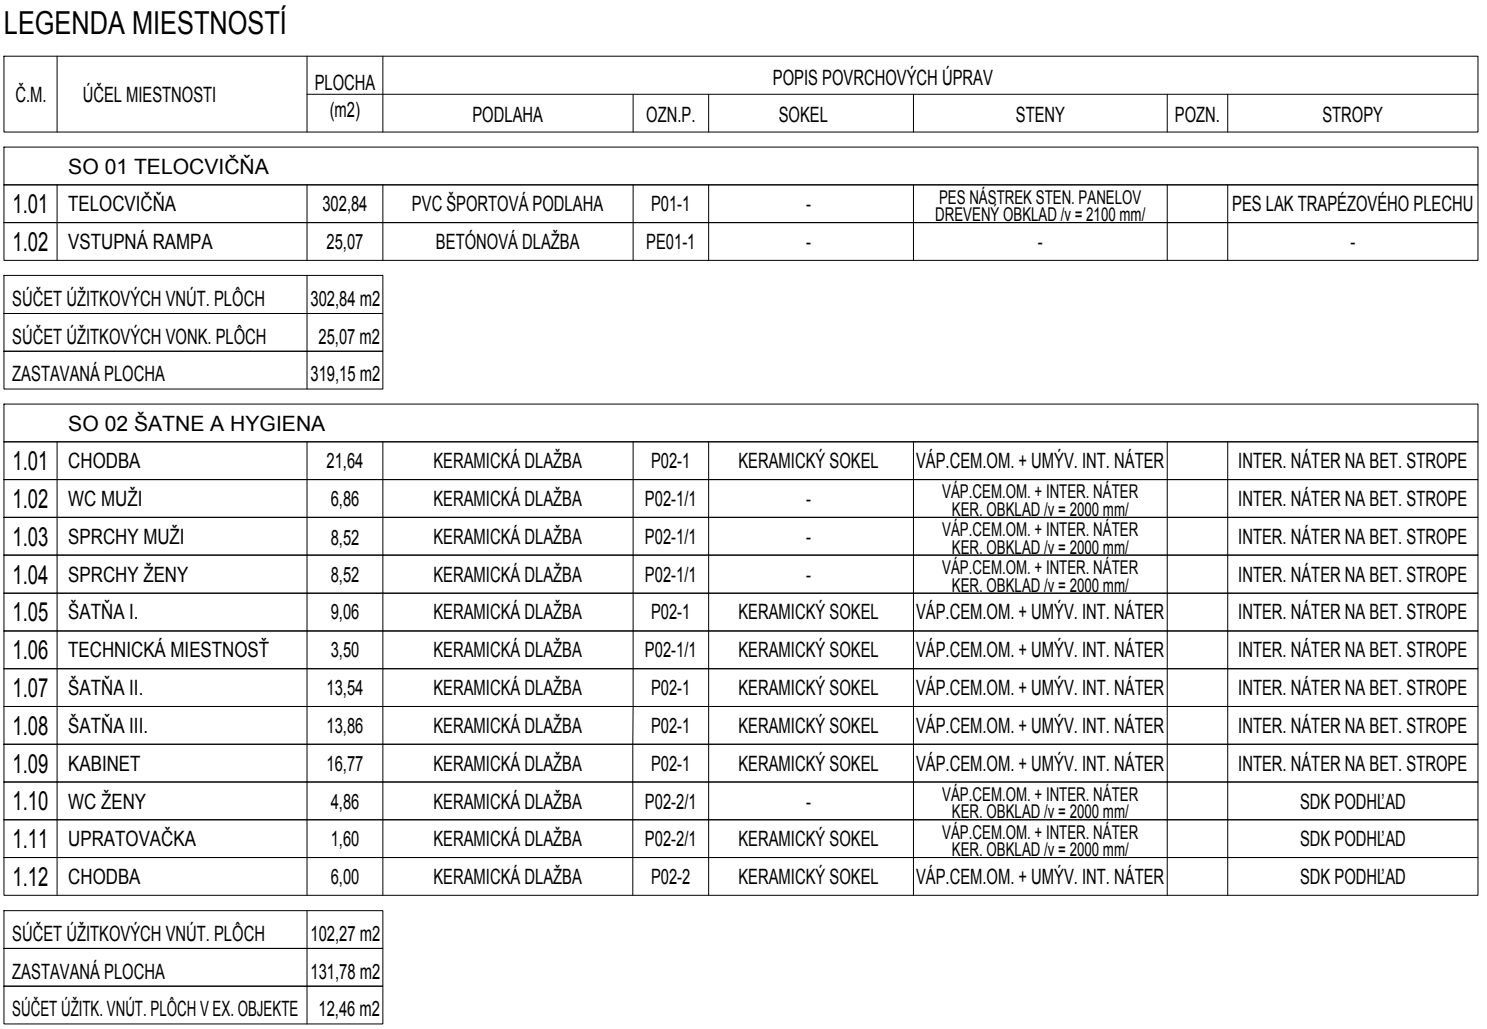 LEGENDA MIESTNOSTÍ
Č.M. ÚČEL MIESTNOSTI PLOCHA (m2) POPIS POVRCHOVÝCH ÚPRAV
PODLAHA OZN.P. SOKEL STENY POZN. STROPY
SO 01 TELOCVIČŇA
1.01 TELOCVIČŇA 302,84 PVC ŠPORTOVÁ PODLAHA P01-1 - PES NÁSTREK STEN. PANELOV DREVENÝ OBKLAD /v = 2100 mm/ PES LAK TRAPÉZOVÉHO PLECHU
1.02 VSTUPNÁ RAMPA 25,07 BETÓNOVÁ DLAŽBA PE01-1 - - -
SÚČET ÚŽITKOVÝCH VNÚT. PLÔCH 302,84 m2
SÚČET ÚŽITKOVÝCH VONK. PLÔCH 25,07 m2
ZASTAVANÁ PLOCHA 319,15 m2
SO 02 ŠATNE A HYGIENA
1.01 CHODBA 21,64 KERAMICKÁ DLAŽBA P02-1 KERAMICKÝ SOKEL VÁP.CEM.OM. + UMÝV. INT. NÁTER INTER. NÁTER NA BET. STROPE
1.02 WC MUŽI 6,86 KERAMICKÁ DLAŽBA P02-1/1 - VÁP.CEM.OM. + INTER. NÁTER KER. OBKLAD /v = 2000 mm/ INTER. NÁTER NA BET. STROPE
1.03 SPRCHY MUŽI 8,52 KERAMICKÁ DLAŽBA P02-1/1 - VÁP.CEM.OM. + INTER. NÁTER KER. OBKLAD /v = 2000 mm/ INTER. NÁTER NA BET. STROPE
1.04 SPRCHY ŽENY 8,52 KERAMICKÁ DLAŽBA P02-1/1 - VÁP.CEM.OM. + INTER. NÁTER KER. OBKLAD /v = 2000 mm/ INTER. NÁTER NA BET. STROPE
1.05 ŠATŇA I. 9,06 KERAMICKÁ DLAŽBA P02-1 KERAMICKÝ SOKEL VÁP.CEM.OM. + UMÝV. INT. NÁTER INTER. NÁTER NA BET. STROPE
1.06 TECHNICKÁ MIESTNOSŤ 3,50 KERAMICKÁ DLAŽBA P02-1/1 KERAMICKÝ SOKEL VÁP.CEM.OM. + UMÝV. INT. NÁTER INTER. NÁTER NA BET. STROPE
1.07 ŠATŇA II. 13,54 KERAMICKÁ DLAŽBA P02-1 KERAMICKÝ SOKEL VÁP.CEM.OM. + UMÝV. INT. NÁTER INTER. NÁTER NA BET. STROPE
1.08 ŠATŇA III. 13,86 KERAMICKÁ DLAŽBA P02-1 KERAMICKÝ SOKEL VÁP.CEM.OM. + UMÝV. INT. NÁTER INTER. NÁTER NA BET. STROPE
1.09 KABINET 16,77 KERAMICKÁ DLAŽBA P02-1 KERAMICKÝ SOKEL VÁP.CEM.OM. + UMÝV. INT. NÁTER INTER. NÁTER NA BET. STROPE
1.10 WC ŽENY 4,86 KERAMICKÁ DLAŽBA P02-2/1 - VÁP.CEM.OM. + INTER. NÁTER KER. OBKLAD /v = 2000 mm/ SDK PODHĽAD
1.11 UPRATOVAČKA 1,60 KERAMICKÁ DLAŽBA P02-2/1 KERAMICKÝ SOKEL VÁP.CEM.OM. + INTER. NÁTER KER. OBKLAD /v = 2000 mm/ SDK PODHĽAD
1.12 CHODBA 6,00 KERAMICKÁ DLAŽBA P02-2 KERAMICKÝ SOKEL VÁP.CEM.OM. + UMÝV. INT. NÁTER SDK PODHĽAD
SÚČET ÚŽITKOVÝCH VNÚT. PLÔCH 102,27 m2
ZASTAVANÁ PLOCHA 131,78 m2
SÚČET ÚŽITK. VNÚT. PLÔCH V EX. OBJEKTE 12,46 m2